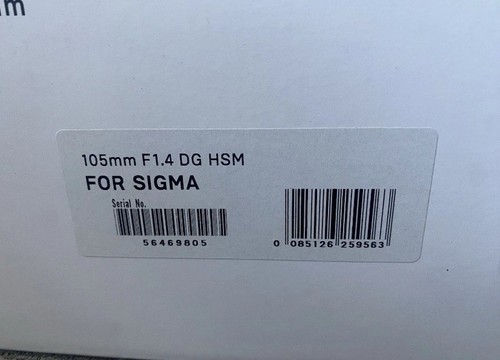 m
105mm F1.4 DG HSM
FOR SIGMA
Serial No.
56469805
0 085126 259563